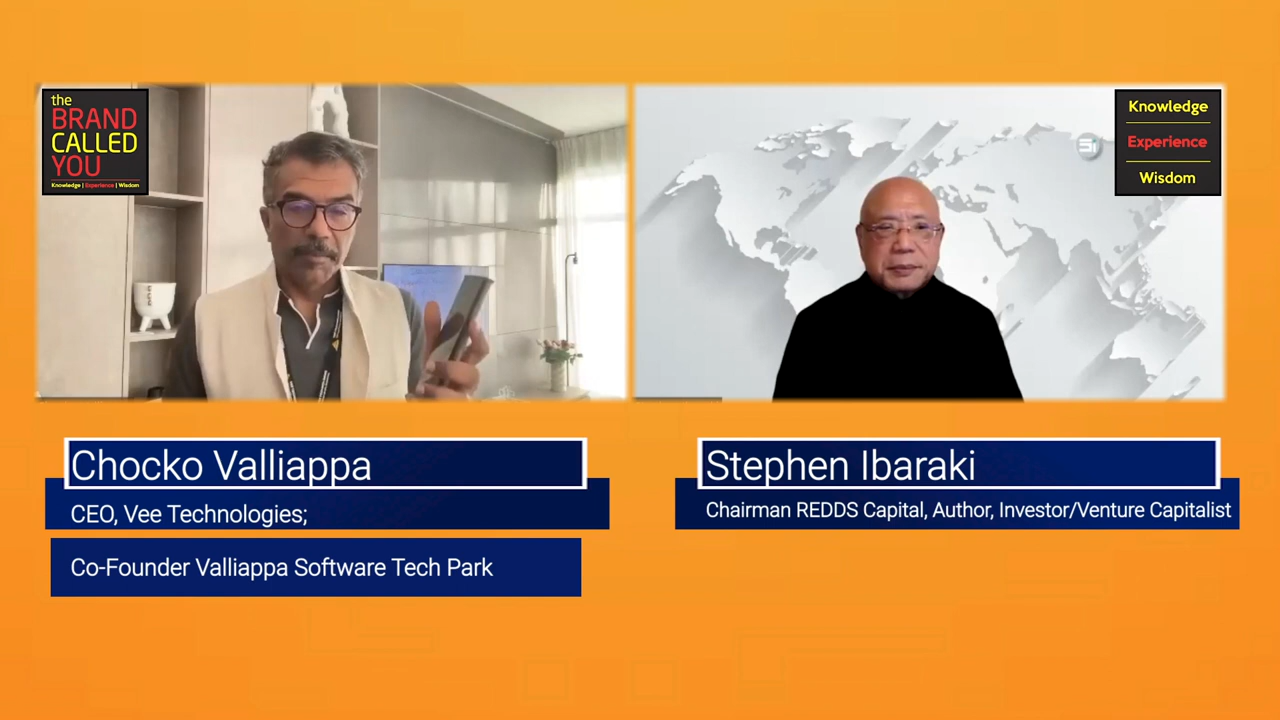 the
BRAND
CALLED
YOU
Knowledge | Experience | Wisdom
Si
Knowledge
Experience
Wisdom
Chocko Valliappa
CEO, Vee Technologies;
Co-Founder Valliappa Software Tech Park
Stephen Ibaraki
Chairman REDDS Capital, Author, Investor/Venture Capitalist